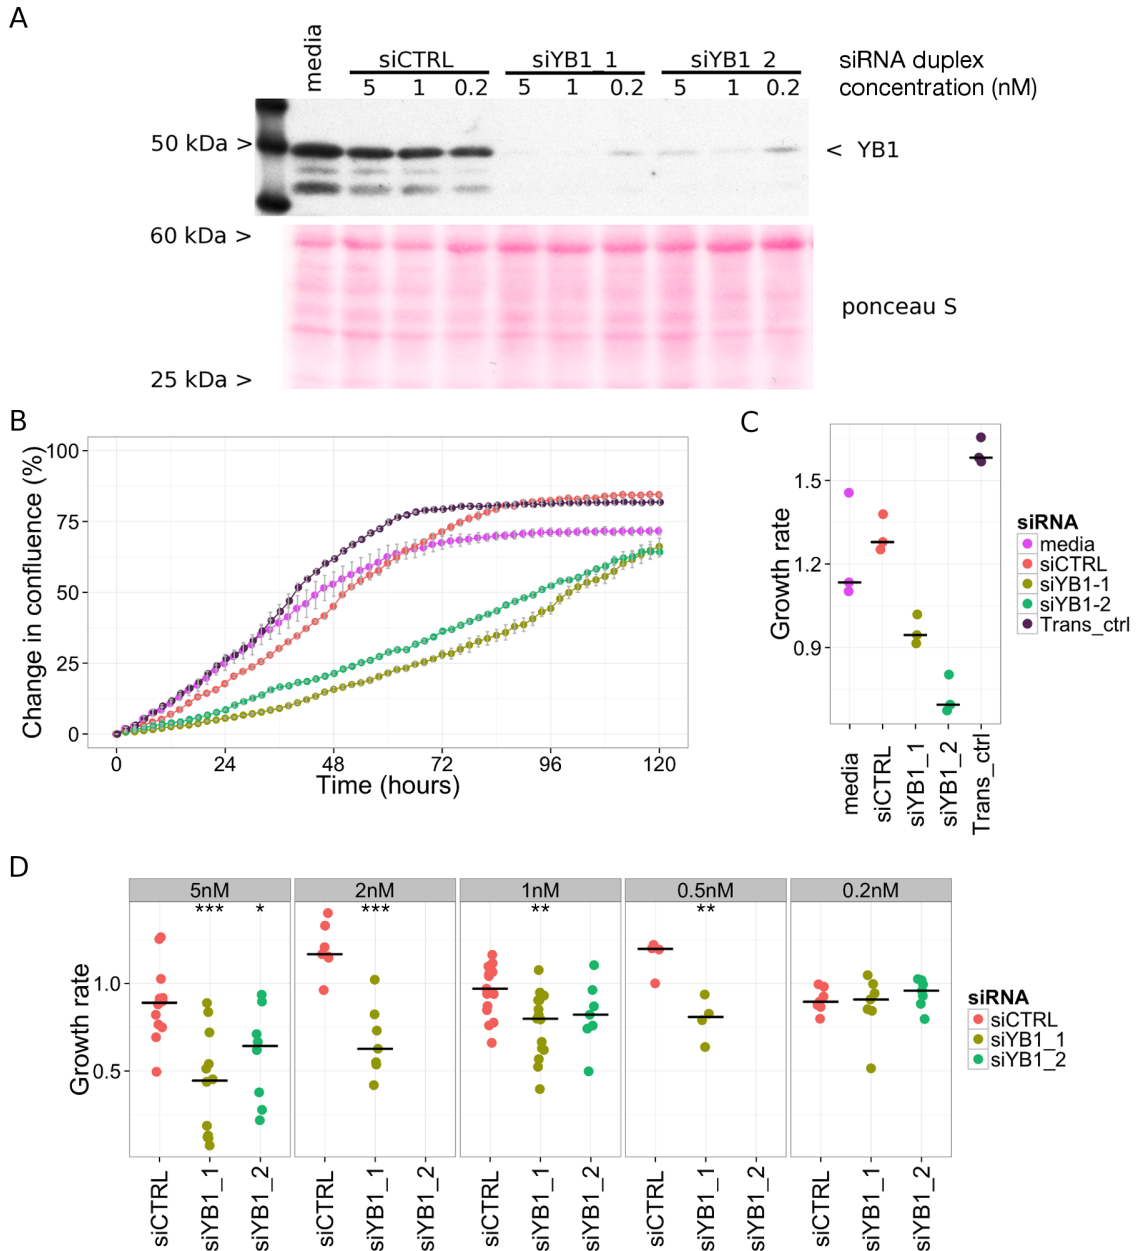 A
media
siCTRL
siYB1_1
siYB1_2
siRNA duplex
concentration (nM)
5 1 0.2 5 1 0.2 5 1 0.2
50 kDa >
< YB1
60 kDa >
ponceau S
25 kDa >
B
Change in confluence (%)
100
75
50
25
0
0 24 48 72 96 120
Time (hours)
C
Growth rate
1.5
1.2
0.9
media
siCTRL
siYB1_1
siYB1_2
Trans_ctrl
siRNA
media
siCTRL
siYB1-1
siYB1-2
Trans_ctrl
D
5nM 2nM 1nM 0.5nM 0.2nM
*** * *** ** **
Growth rate
1.0
0.5
siCTRL siYB1_1 siYB1_2 siCTRL siYB1_1 siYB1_2 siCTRL siYB1_1 siYB1_2 siCTRL siYB1_1 siYB1_2 siCTRL siYB1_1 siYB1_2
siRNA
siCTRL
siYB1_1
siYB1_2